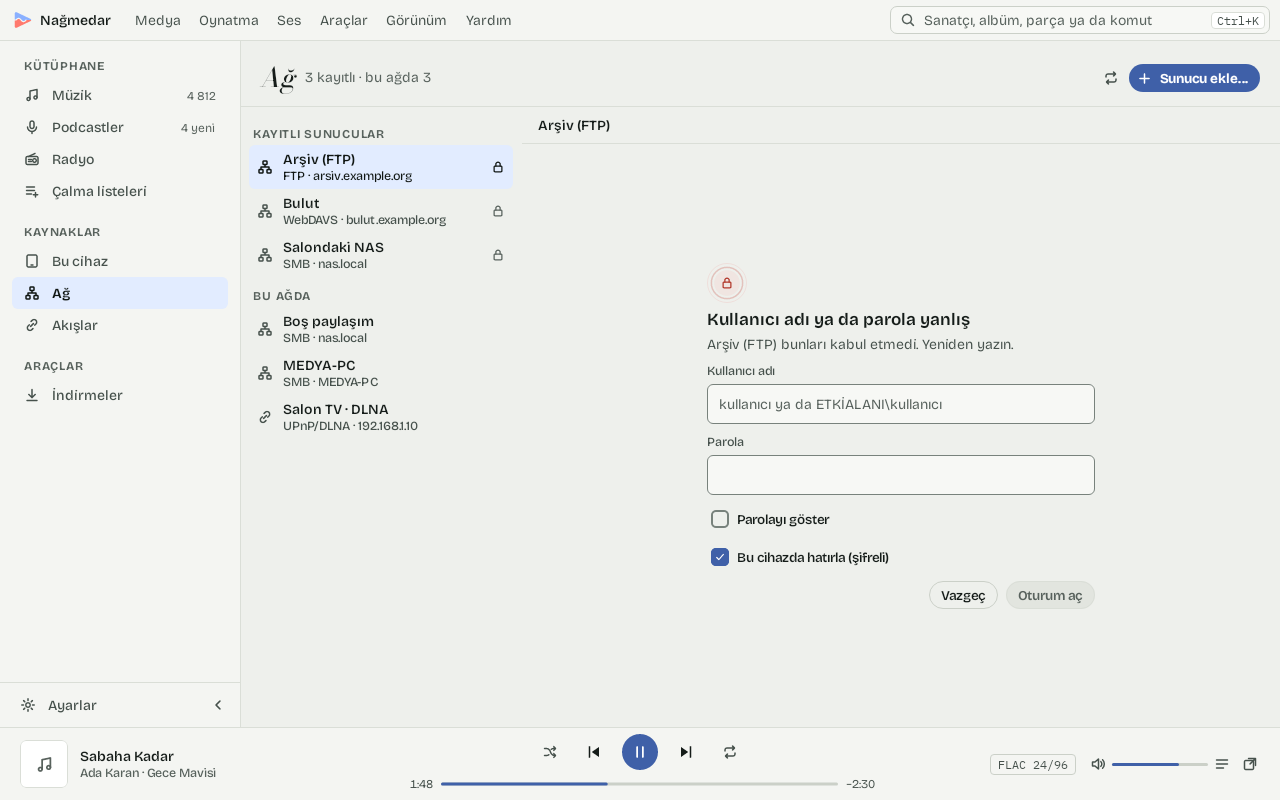 Nağmedar
Medya
Oynatma
Ses
Araçlar
Görünüm
Yardım
Sanatçı, albüm, parça ya da komut
Ctrl+K
KÜTÜPHANE
Müzik
4 812
Podcastler
4 yeni
Radyo
Çalma listeleri
KAYNAKLAR
Bu cihaz
Ağ
Akışlar
ARAÇLAR
İndirmeler
Ayarlar
Ağ
3 kayıtlı · bu ağda 3
Sunucu ekle...
KAYITLI SUNUCULAR
Arşiv (FTP)
FTP · arsiv.example.org
Bulut
WebDAVS · bulut.example.org
Salondaki NAS
SMB · nas.local
BU AĞDA
Boş paylaşım
SMB · nas.local
MEDYA-PC
SMB · MEDYA-PC
Salon TV · DLNA
UPnP/DLNA · 192.168.1.10
Arşiv (FTP)
Kullanıcı adı ya da parola yanlış
Arşiv (FTP) bunları kabul etmedi. Yeniden yazın.
Kullanıcı adı
kullanıcı ya da ETKİALANI\kullanıcı
Parola
Parolayı göster
Bu cihazda hatırla (şifreli)
Vazgeç
Oturum aç
Sabaha Kadar
Ada Karan · Gece Mavisi
1:48
−2:30
FLAC 24/96